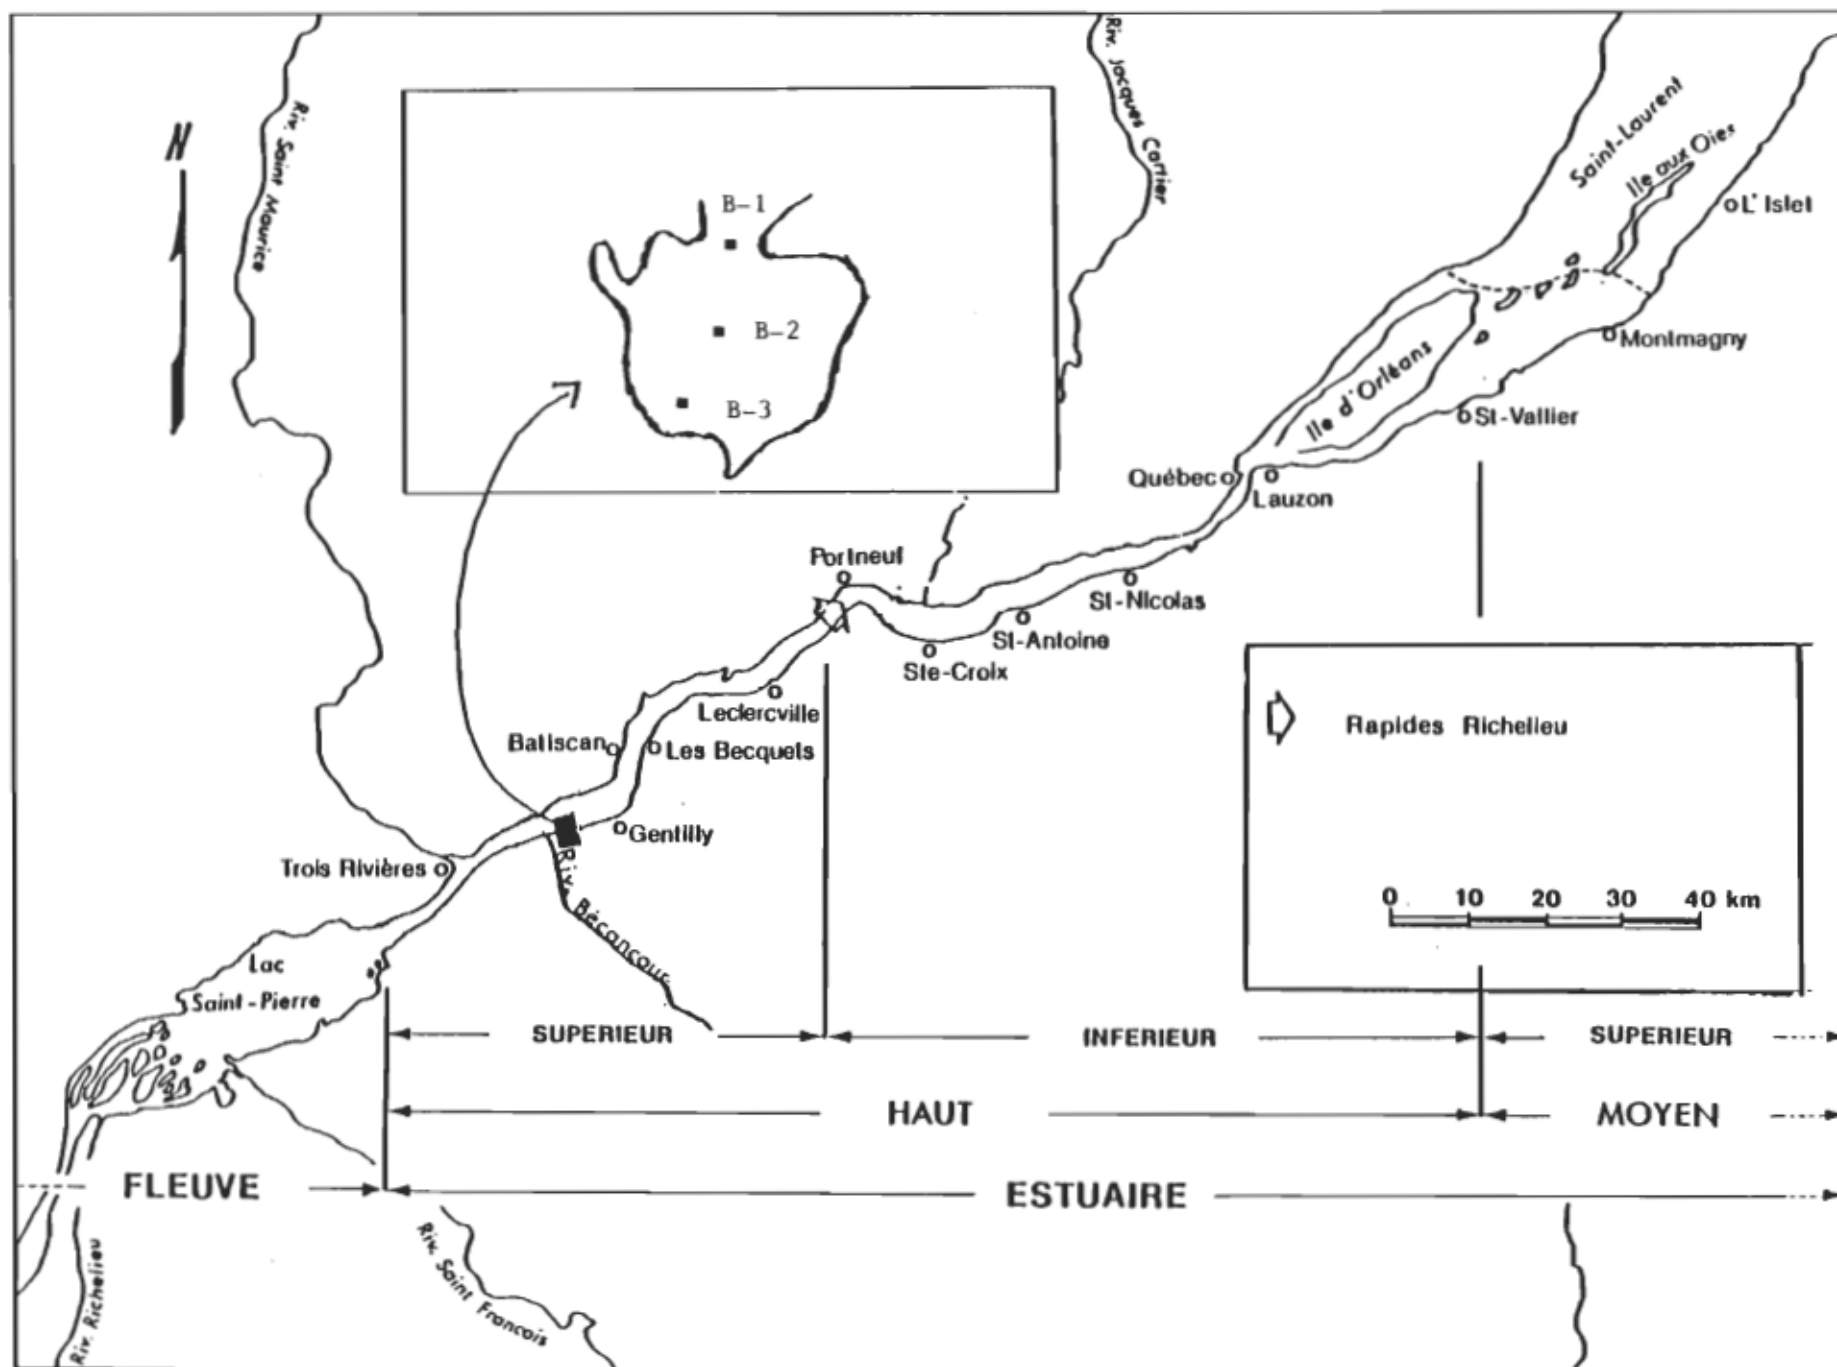 N
Riv. Saint Maurice
Riv. Jacques Cartier
B-1
B-2
B-3
Saint-Laurent
Ile aux Oies
L'Islet
Montmagny
Ile d'Orléans
St-Vallier
Québec
Lauzon
Portneuf
St-Nicolas
St-Antoine
Ste-Croix
Leclercville
Batiscan
Les Becquets
Gentilly
Trois Rivières
Riv. Bécancour
Rapides Richelieu
0 10 20 30 40 km
Lac
Saint-Pierre
SUPERIEUR
INFERIEUR
SUPERIEUR
HAUT
MOYEN
FLEUVE
ESTUAIRE
Riv. Richelieu
Riv. Saint Francois